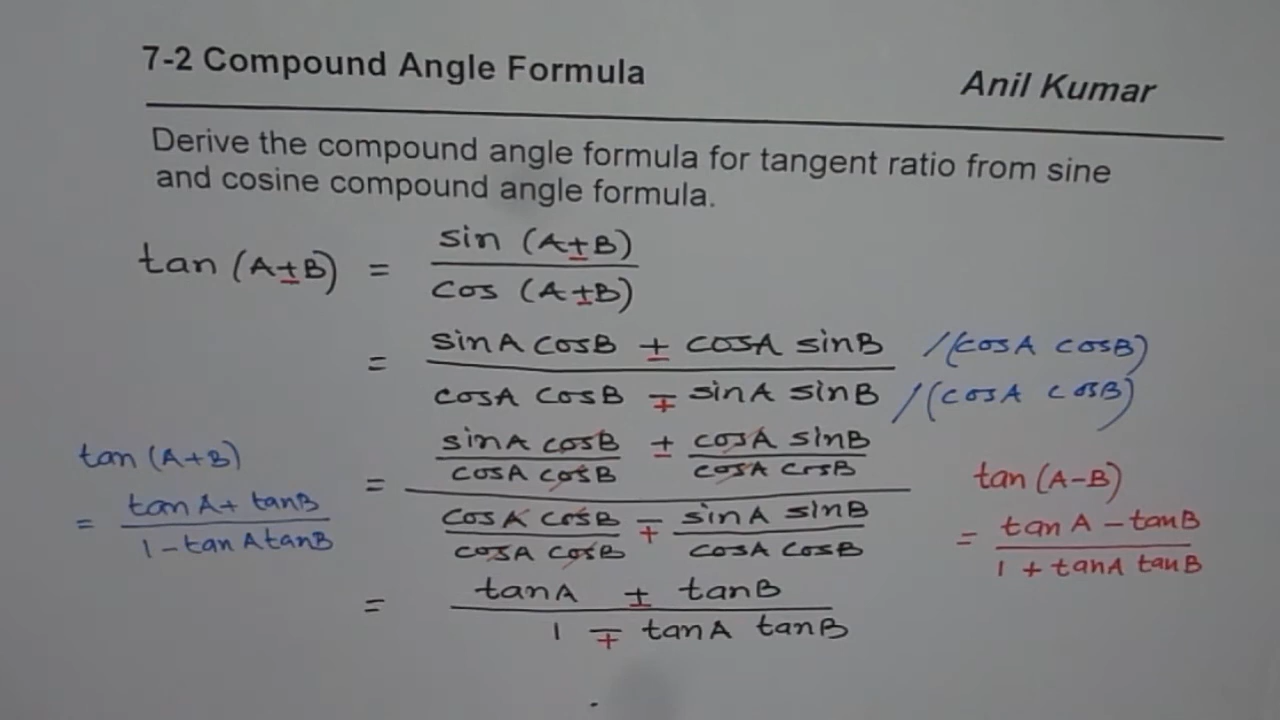 7-2 Compound Angle Formula
Anil Kumar
Derive the compound angle formula for tangent ratio from sine
and cosine compound angle formula.
tan (A±B) = sin (A±B)
cos (A±B)
= sinA cosB ± cosA sinB /(cosA cosB)
cosA cosB ∓ sinA sinB /(cosA cosB)
= sinA cosB ± cosA sinB
cosA cosB cosA cosB
cosA cosB ∓ sinA sinB
cosA cosB cosA cosB
= tanA ± tanB
1 ∓ tanA tanB
tan (A+B)
= tanA + tanB
1 - tanA tanB
tan (A-B)
= tanA - tanB
1 + tanA tanB